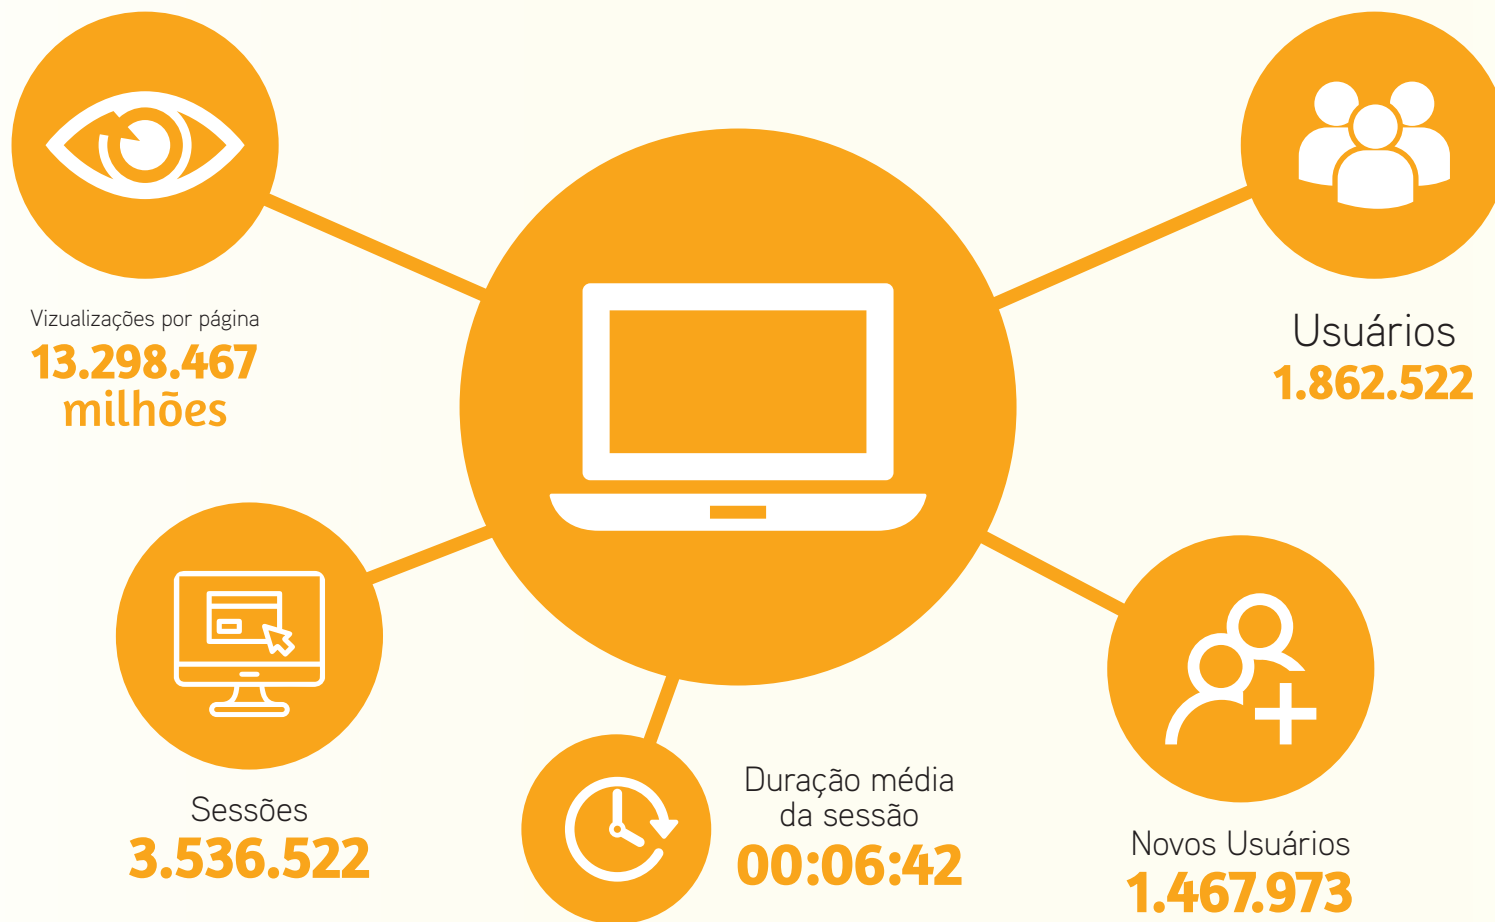 Vizualizações por página
13.298.467
milhões
Usuários
1.862.522
Sessões
3.536.522
Duração média
da sessão
00:06:42
Novos Usuários
1.467.973